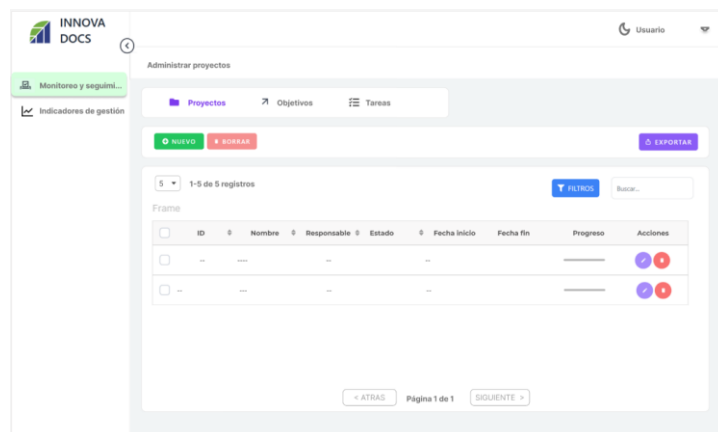 INNOVA
DOCS
Usuario
Administrar proyectos
Monitoreo y seguimi...
Indicadores de gestión
Proyectos Objetivos Tareas
NUEVO BORRAR EXPORTAR
5 1-5 de 5 registros FILTROS Buscar...
Frame
ID Nombre Responsable Estado Fecha inicio Fecha fin Progreso Acciones
< ATRAS Página 1 de 1 SIGUIENTE >